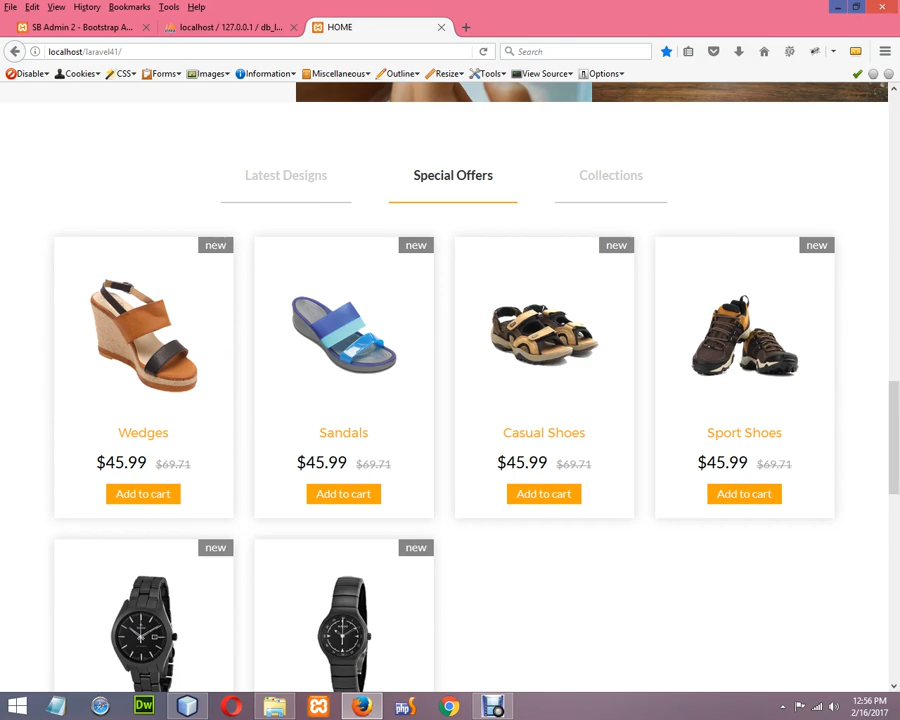 File Edit View History Bookmarks Tools Help
SB Admin 2 - Bootstrap A...
localhost / 127.0.0.1 / db_l...
HOME
localhost/laravel41/
Search
Disable Cookies CSS Forms Images Information Miscellaneous Outline Resize Tools View Source Options
Latest Designs
Special Offers
Collections
new
new
new
new
Wedges
Sandals
Casual Shoes
Sport Shoes
$45.99 $69.71
$45.99 $69.71
$45.99 $69.71
$45.99 $69.71
Add to cart
Add to cart
Add to cart
Add to cart
new
new
Dw
php
12:56 PM
2/16/2017